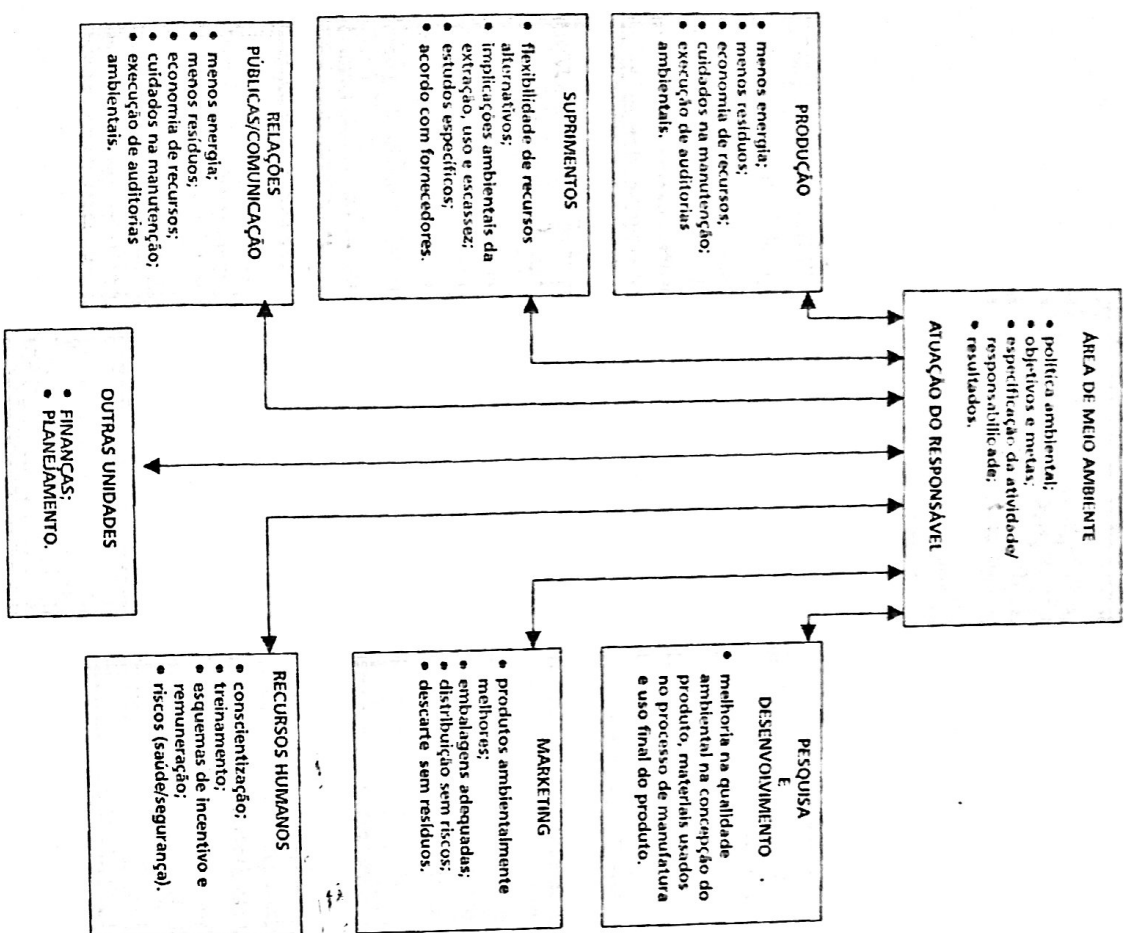 ÁREA DE MEIO AMBIENTE
• política ambiental;
• objetivos e metas;
• especificação da atividade/
responsabilidade;
• resultados.
ATUAÇÃO DO RESPONSÁVEL
PRODUÇÃO
• menos energia;
• menos resíduos;
• economia de recursos;
• cuidados na manutenção;
• execução de auditorias
ambientais.
SUPRIMENTOS
• flexibilidade de recursos
alternativos;
• implicações ambientais da
extração, uso e escassez;
• estudos específicos;
• acordo com fornecedores.
RELAÇÕES
PÚBLICAS/COMUNICAÇÃO
• menos energia;
• menos resíduos;
• economia de recursos;
• cuidados na manutenção;
• execução de auditorias
ambientais.
PESQUISA
E
DESENVOLVIMENTO
• melhoria na qualidade
ambiental na concepção do
produto, materiais usados
no processo de manufatura
e uso final do produto.
MARKETING
• produtos ambientalmente
melhores;
• embalagens adequadas;
• distribuição sem riscos;
• descarte sem resíduos.
RECURSOS HUMANOS
• conscientização;
• treinamento;
• esquemas de incentivo e
remuneração;
• riscos (saúde/segurança).
OUTRAS UNIDADES
• FINANÇAS;
• PLANEJAMENTO.